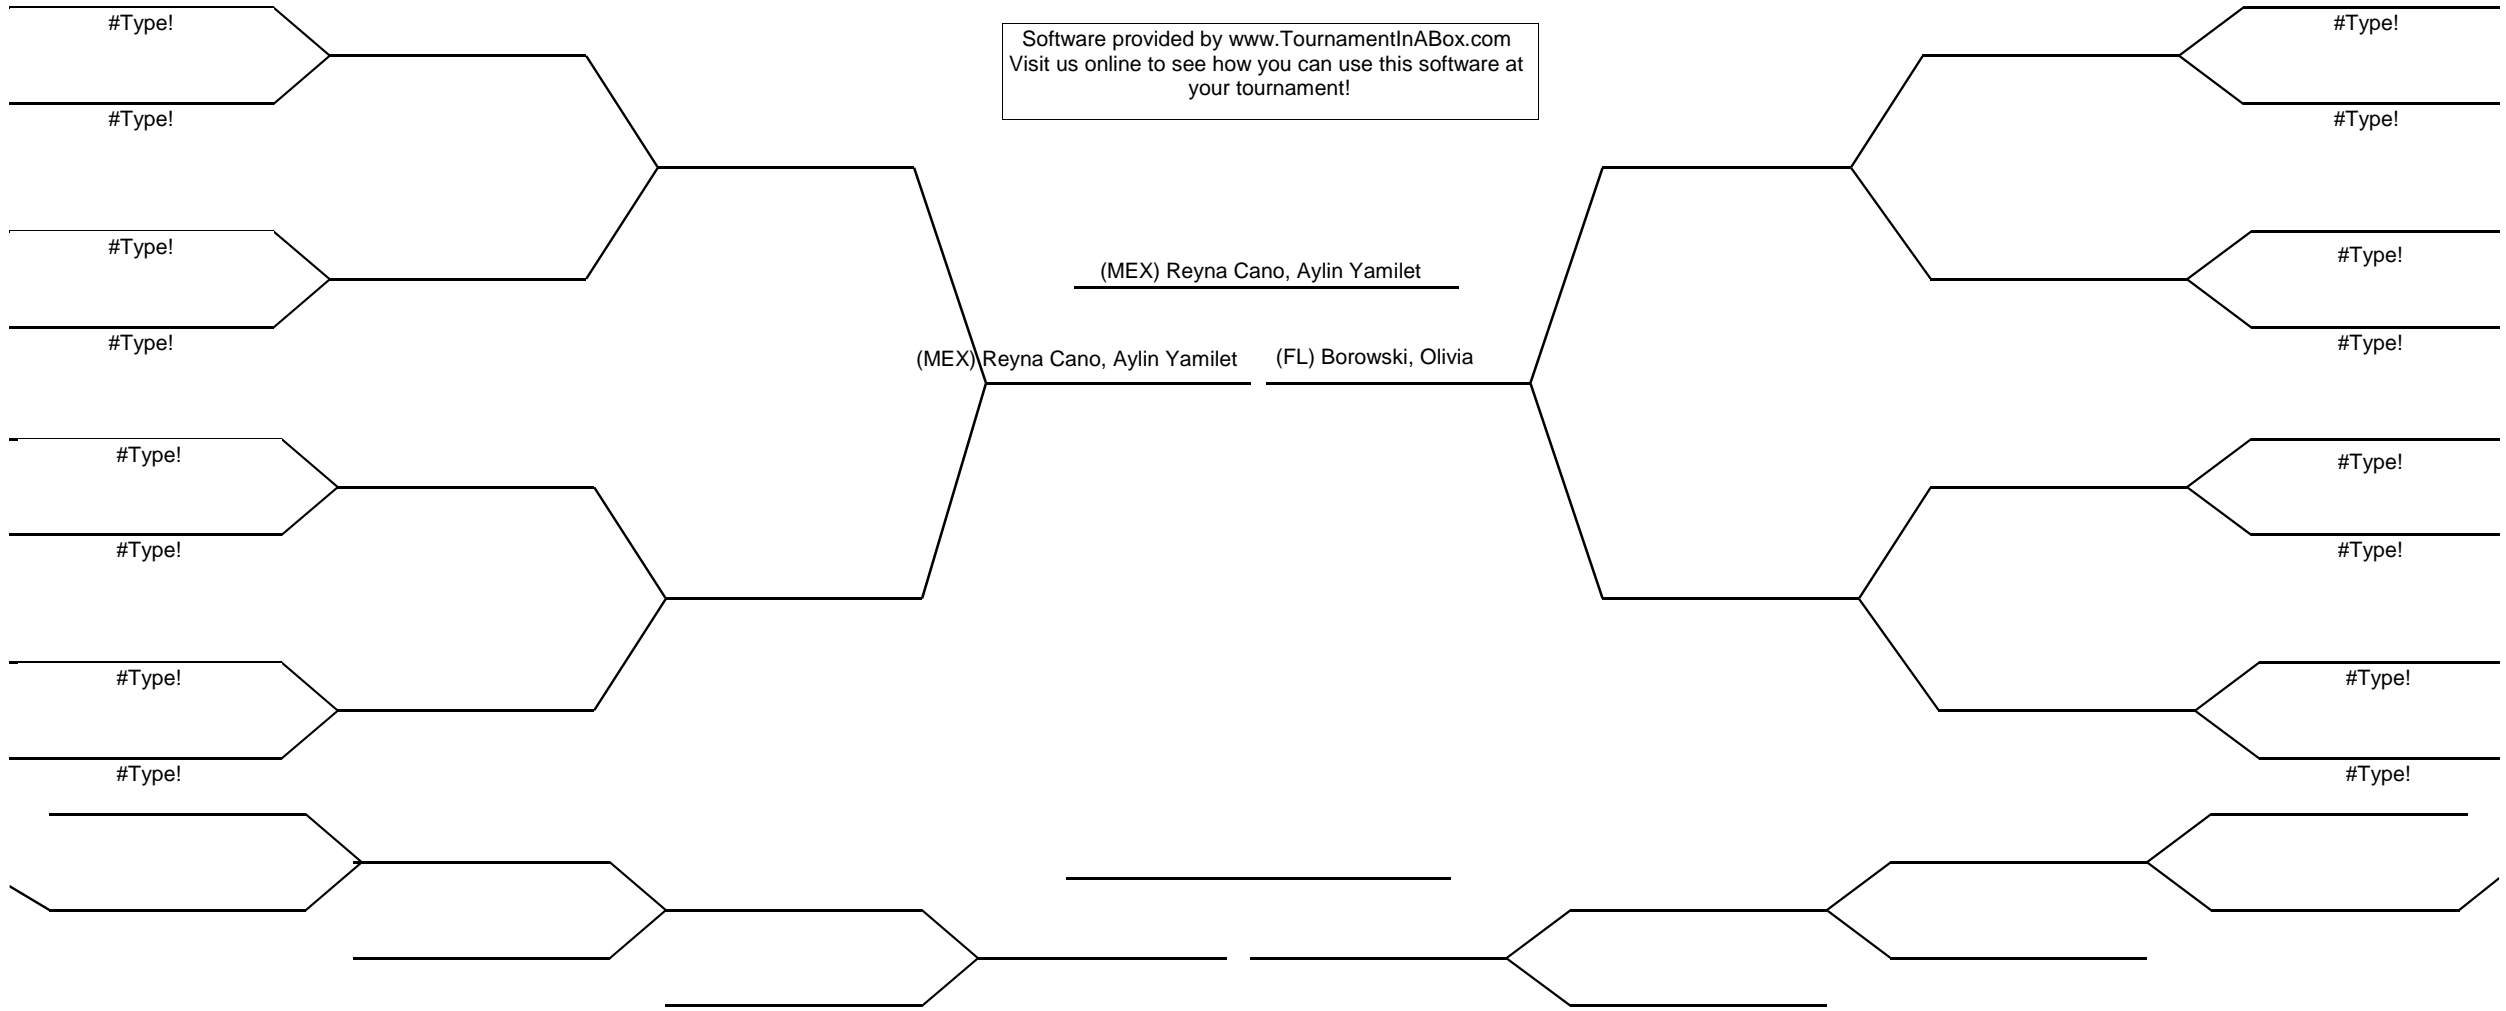 #Type!
Software provided by www.TournamentInABox.com
Visit us online to see how you can use this software at
your tournament!
#Type!
#Type!
#Type!
#Type!
#Type!
(MEX) Reyna Cano, Aylin Yamilet
#Type!
#Type!
#Type!
(MEX) Reyna Cano, Aylin Yamilet
(FL) Borowski, Olivia
#Type!
#Type!
#Type!
#Type!
#Type!
#Type!
#Type!
#Type!